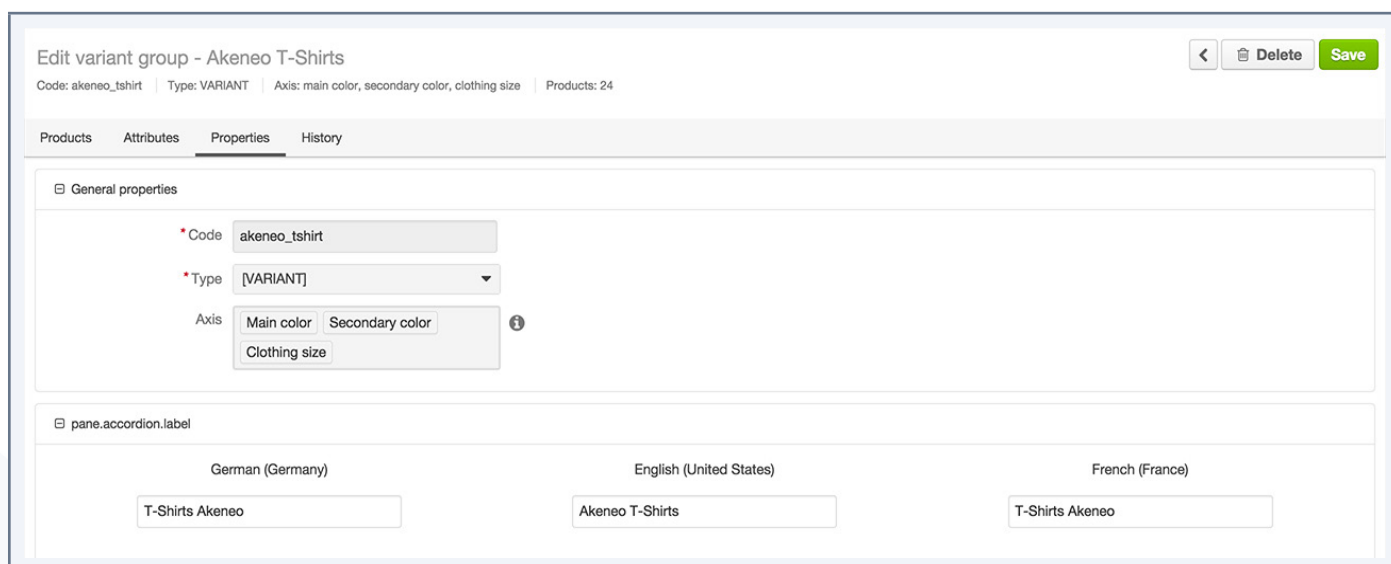 Edit variant group - Akeneo T-Shirts
Delete
Save
Code: akeneo_tshirt Type: VARIANT Axis: main color, secondary color, clothing size Products: 24
Products Attributes Properties History
General properties
*Code akeneo_tshirt
*Type [VARIANT]
Axis Main color Secondary color
Clothing size
pane.accordion.label
German (Germany) English (United States) French (France)
T-Shirts Akeneo Akeneo T-Shirts T-Shirts Akeneo